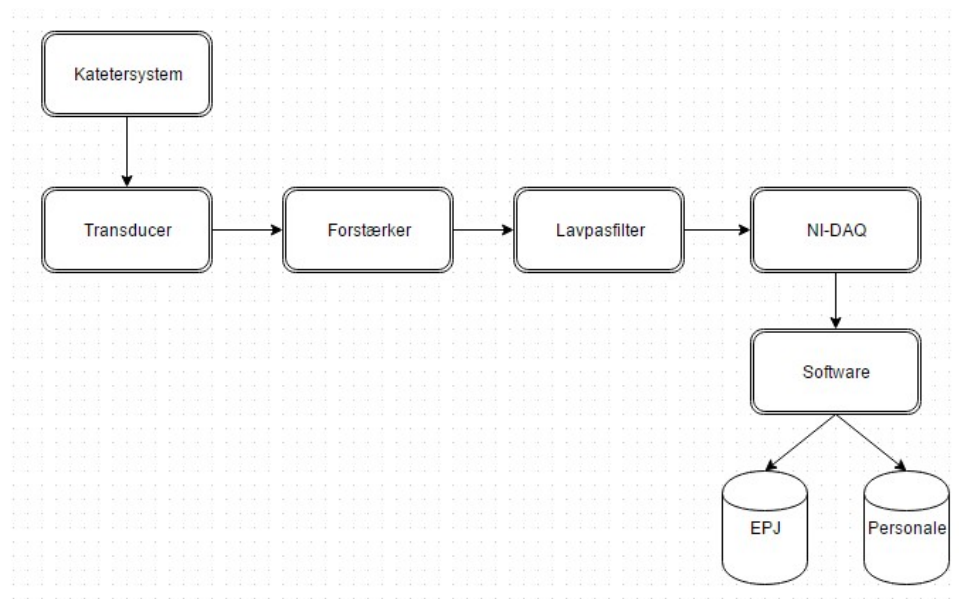 Katetersystem
Transducer
Forstærker
Lavpasfilter
NI-DAQ
Software
EPJ
Personale